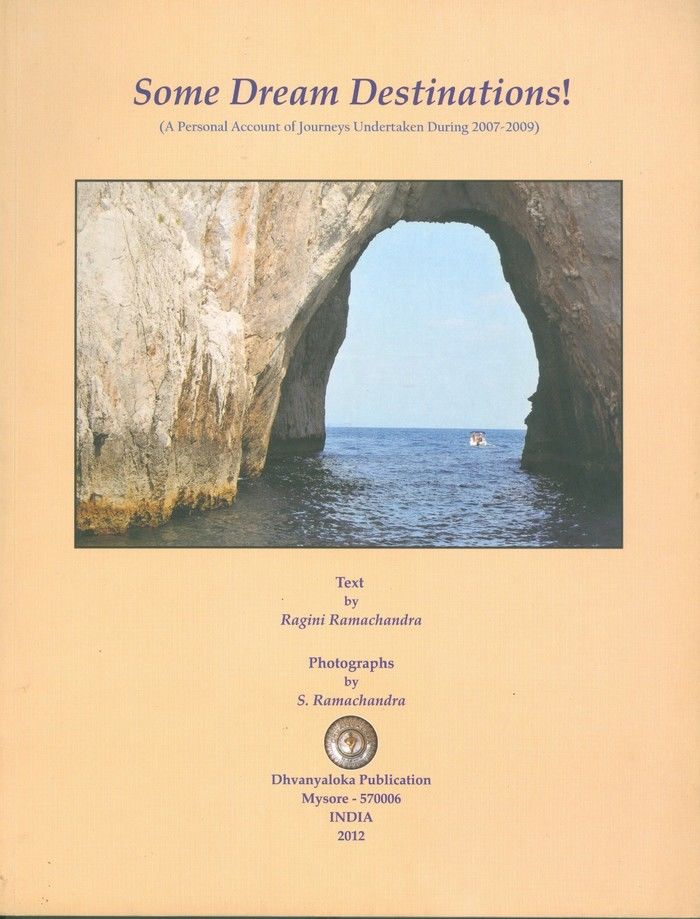 Some Dream Destinations!
(A Personal Account of Journeys Undertaken During 2007-2009)
Text
by
Ragini Ramachandra
Photographs
by
S. Ramachandra
Dhvanyaloka Publication
Mysore - 570006
INDIA
2012